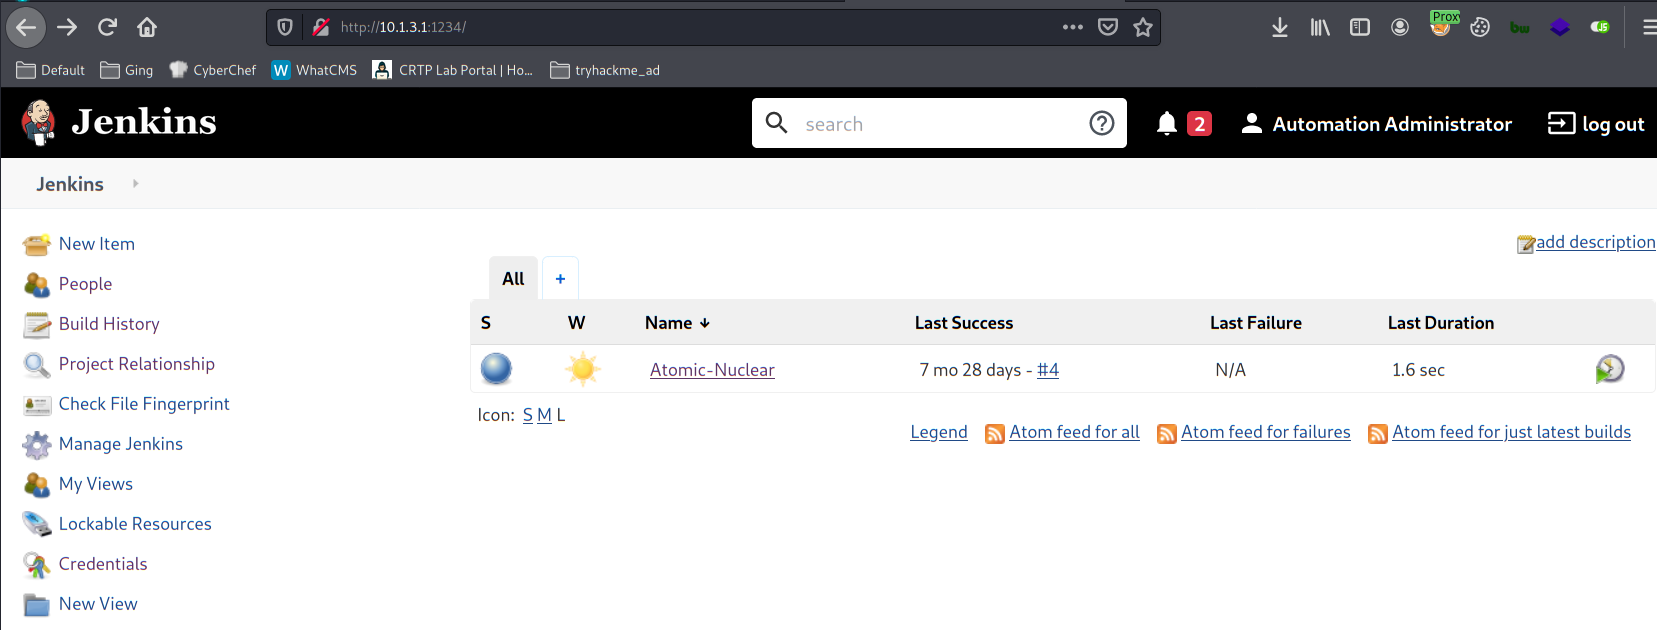 http://10.1.3.1:1234/
Proxy
Default Ging CyberChef WhatCMS CRTP Lab Portal | Ho... tryhackme_ad
Jenkins search 2 Automation Administrator log out
Jenkins
New Item
add description
People
All +
Build History
S W Name ↓ Last Success Last Failure Last Duration
Project Relationship
Atomic-Nuclear 7 mo 28 days - #4 N/A 1.6 sec
Check File Fingerprint
Icon: S M L
Legend Atom feed for all Atom feed for failures Atom feed for just latest builds
Manage Jenkins
My Views
Lockable Resources
Credentials
New View